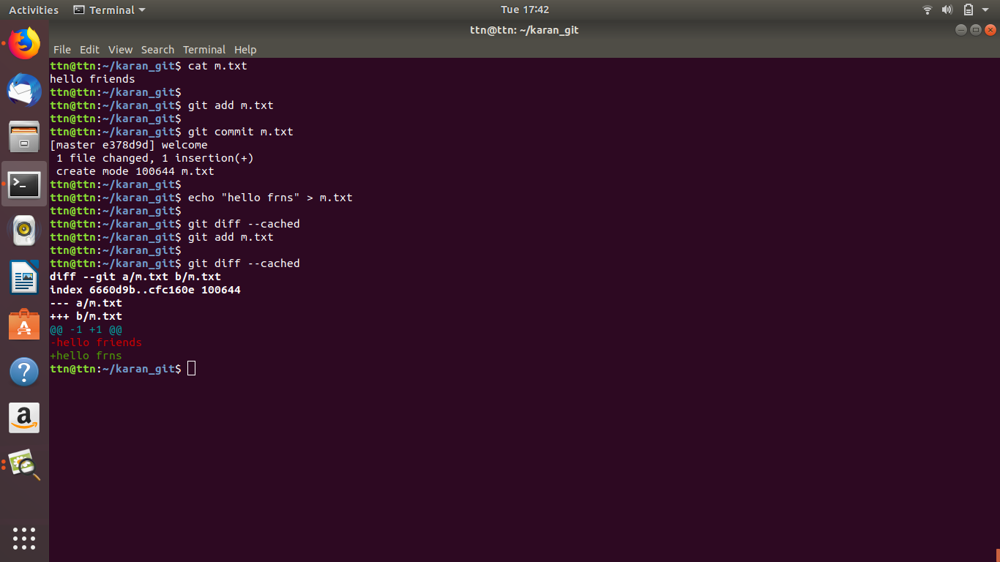 Activities Terminal Tue 17:42
ttn@ttn: ~/karan_git
File Edit View Search Terminal Help
ttn@ttn:~/karan_git$ cat m.txt
hello friends
ttn@ttn:~/karan_git$
ttn@ttn:~/karan_git$ git add m.txt
ttn@ttn:~/karan_git$
ttn@ttn:~/karan_git$ git commit m.txt
[master e378d9d] welcome
 1 file changed, 1 insertion(+)
 create mode 100644 m.txt
ttn@ttn:~/karan_git$
ttn@ttn:~/karan_git$ echo "hello frns" > m.txt
ttn@ttn:~/karan_git$
ttn@ttn:~/karan_git$ git diff --cached
ttn@ttn:~/karan_git$ git add m.txt
ttn@ttn:~/karan_git$
ttn@ttn:~/karan_git$ git diff --cached
diff --git a/m.txt b/m.txt
index 6660d9b..cfc160e 100644
--- a/m.txt
+++ b/m.txt
@@ -1 +1 @@
-hello friends
+hello frns
ttn@ttn:~/karan_git$